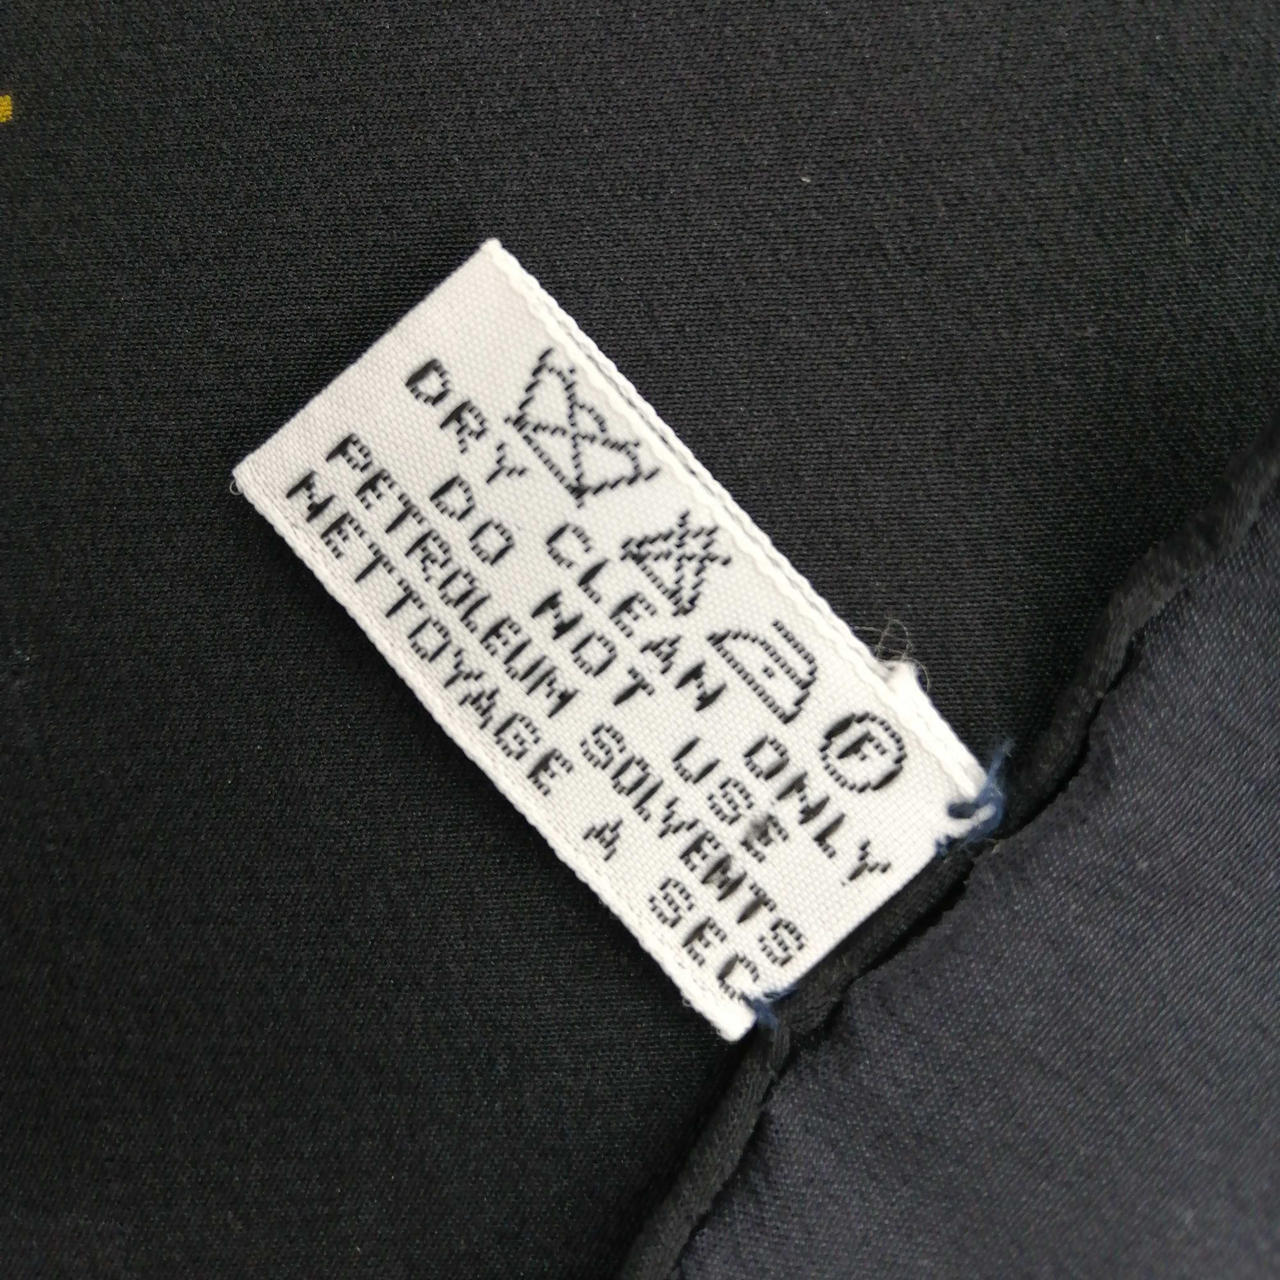 F
DRY CLEAN ONLY
DO NOT USE
PETROLEUM SOLVENTS
NETTOYAGE A SEC